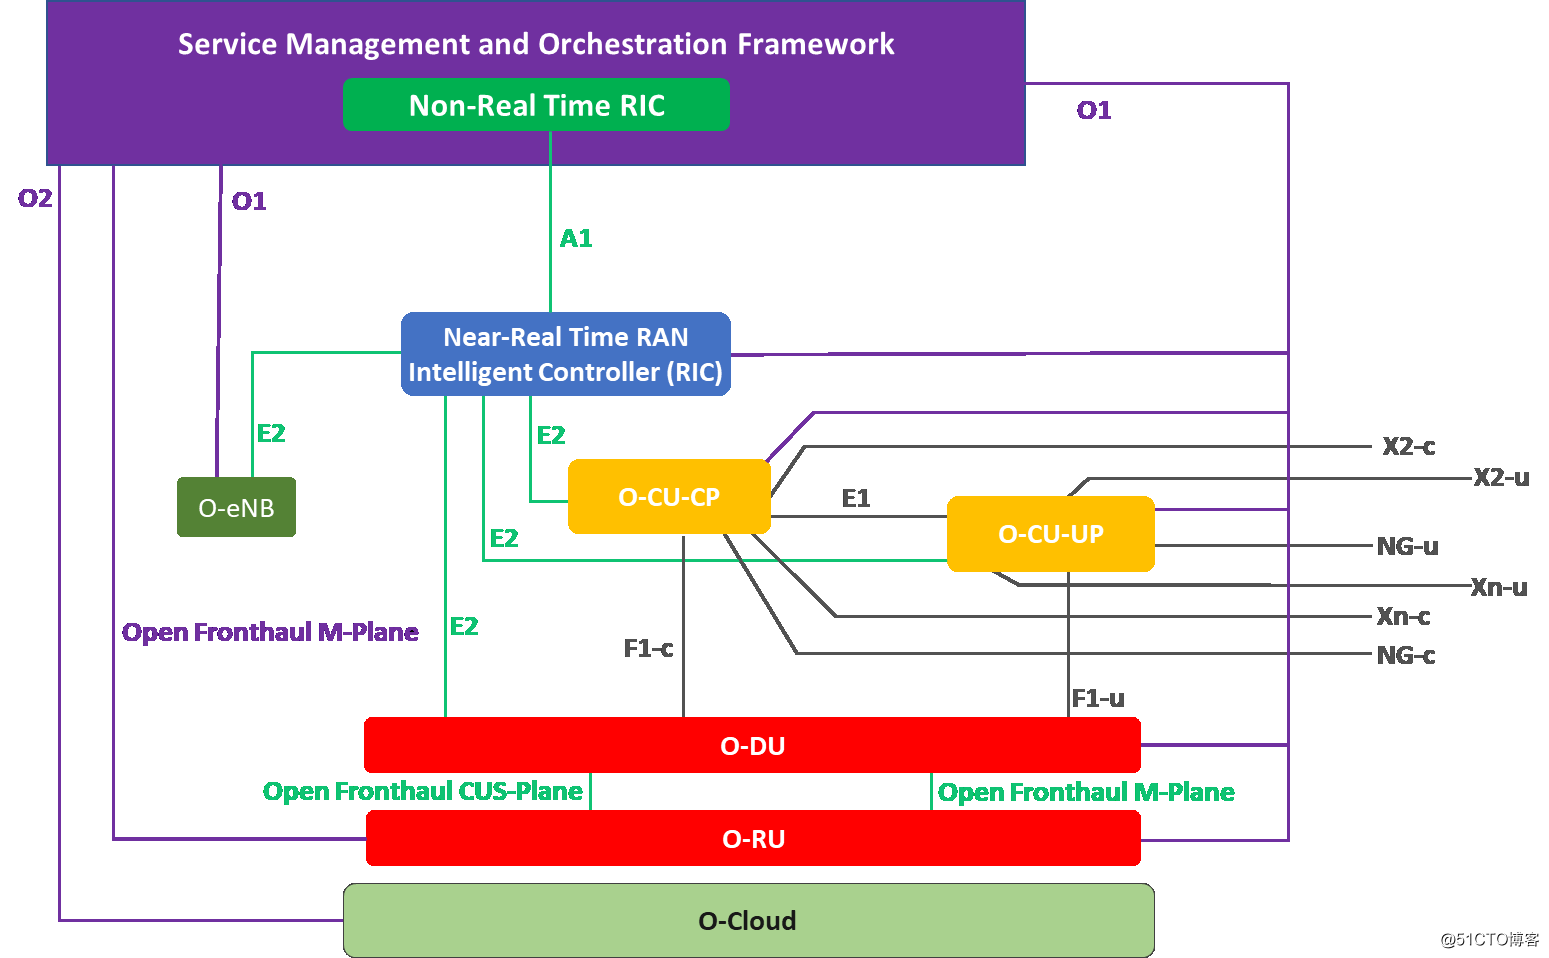 Service Management and Orchestration Framework
Non-Real Time RIC
O1
O2
O1
A1
Near-Real Time RAN
Intelligent Controller (RIC)
E2
E2
X2-c
X2-u
O-CU-CP
E1
O-eNB
O-CU-UP
E2
NG-u
Xn-u
Xn-c
E2
Open Fronthaul M-Plane
F1-c
NG-c
F1-u
O-DU
Open Fronthaul CUS-Plane
Open Fronthaul M-Plane
O-RU
O-Cloud
@51CTO博客